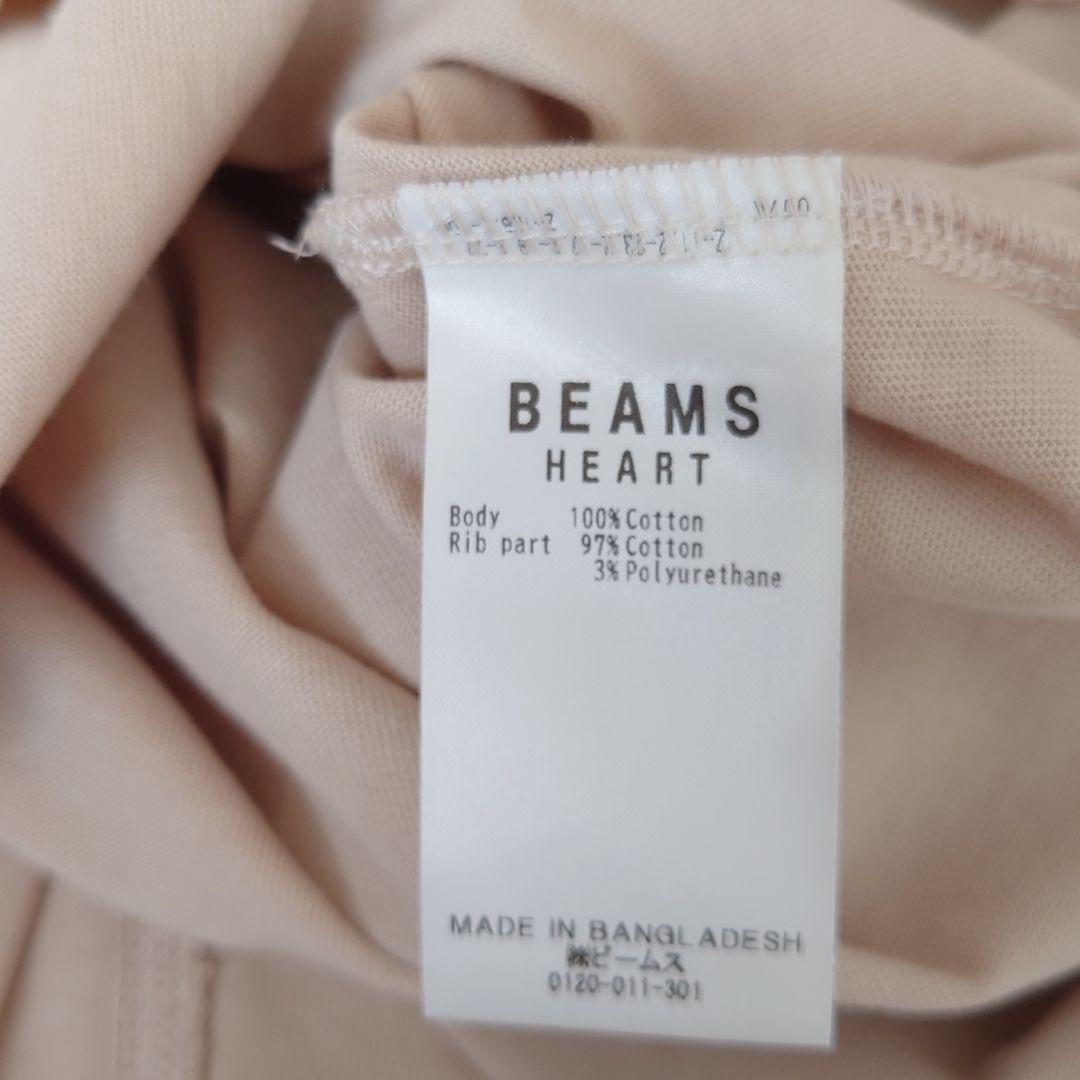 BEAMS
HEART
Body 100% Cotton
Rib part 97% Cotton
3% Polyurethane
MADE IN BANGLADESH
㈱ビームス
0120-011-301